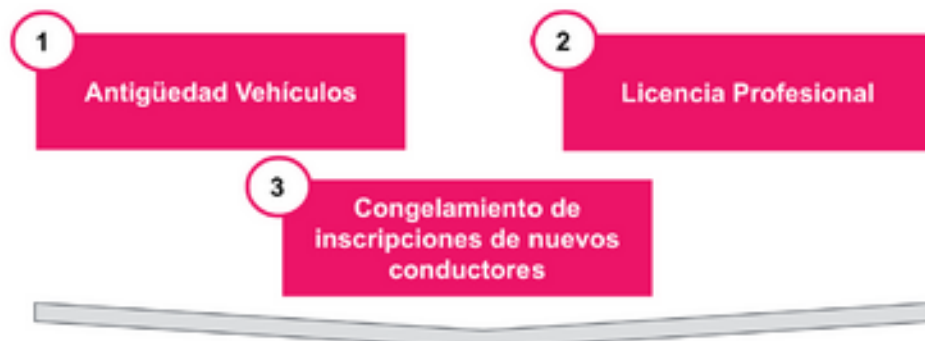 1
Antigüedad Vehículos
2
Licencia Profesional
3
Congelamiento de
inscripciones de nuevos
conductores